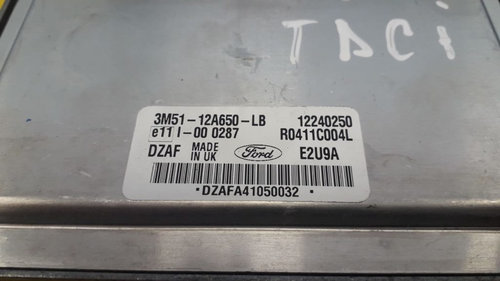 TDCi
3M51-12A650-LB 12240250
e11 I-00 0287 R0411C004L
DZAF MADE IN UK Ford E2U9A
*DZAFA41050032*